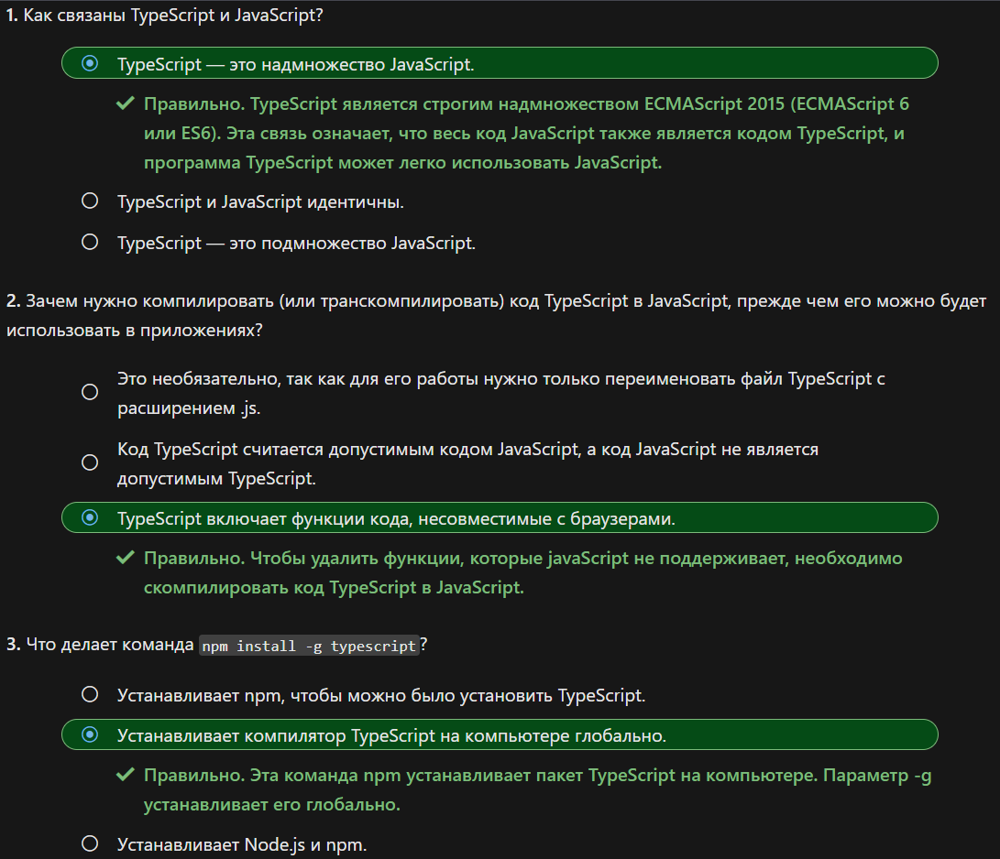 1. Как связаны TypeScript и JavaScript?
TypeScript — это надмножество JavaScript.
Правильно. TypeScript является строгим надмножеством ECMAScript 2015 (ECMAScript 6
или ES6). Эта связь означает, что весь код JavaScript также является кодом TypeScript, и
программа TypeScript может легко использовать JavaScript.
TypeScript и JavaScript идентичны.
TypeScript — это подмножество JavaScript.
2. Зачем нужно компилировать (или транскомпилировать) код TypeScript в JavaScript, прежде чем его можно будет
использовать в приложениях?
Это необязательно, так как для его работы нужно только переименовать файл TypeScript с
расширением .js.
Код TypeScript считается допустимым кодом JavaScript, а код JavaScript не является
допустимым TypeScript.
TypeScript включает функции кода, несовместимые с браузерами.
Правильно. Чтобы удалить функции, которые javaScript не поддерживает, необходимо
скомпилировать код TypeScript в JavaScript.
3. Что делает команда npm install -g typescript?
Устанавливает npm, чтобы можно было установить TypeScript.
Устанавливает компилятор TypeScript на компьютере глобально.
Правильно. Эта команда npm устанавливает пакет TypeScript на компьютере. Параметр -g
устанавливает его глобально.
Устанавливает Node.js и npm.